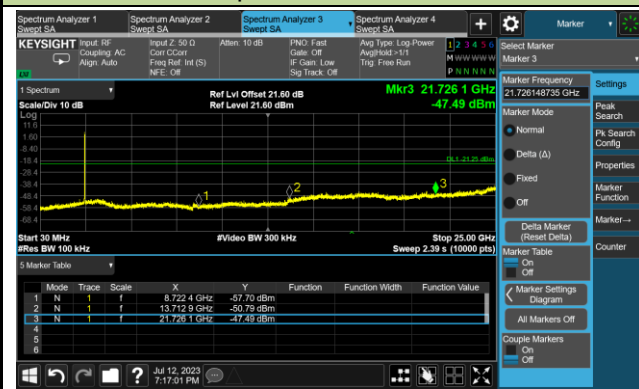 Spectrum Analyzer 1
Swept SA
Spectrum Analyzer 2
Swept SA
Spectrum Analyzer 3
Swept SA
Spectrum Analyzer 4
Swept SA
Marker
KEYSIGHT
Input: RF
Coupling: AC
Align: Auto
Input Z: 50 Ω
Corr CCorr
Freq Ref: Int (S)
NFE: Off
Atten: 10 dB
PNO: Fast
Gate: Off
IF Gain: Low
Sig Track: Off
Avg Type: Log-Power
Avg|Hold:>1/1
Trig: Free Run
1 2 3 4 5 6
M W W W W W
P N N N N N
Select Marker
Marker 3
1 Spectrum
Scale/Div 10 dB
Log
Ref Lvl Offset 21.60 dB
Ref Level 21.60 dBm
Mkr3 21.726 1 GHz
-47.49 dBm
11.6
1.60
-8.40
-18.4
-28.4
-38.4
-48.4
-58.4
-68.4
DL1 -21.25 dBm
1
2
3
Start 30 MHz
#Res BW 100 kHz
#Video BW 300 kHz
Stop 25.00 GHz
Sweep 2.39 s (10000 pts)
5 Marker Table
Mode Trace Scale X Y Function Function Width Function Value
1 N 1 f 8.722 4 GHz -57.70 dBm
2 N 1 f 13.712 9 GHz -50.79 dBm
3 N 1 f 21.726 1 GHz -47.49 dBm
4
5
6
Marker Frequency
21.726148735 GHz
Marker Mode
Normal
Delta (Δ)
Fixed
Off
Delta Marker
(Reset Delta)
Marker Table
On
Off
Marker Settings
Diagram
All Markers Off
Couple Markers
On
Off
Settings
Peak
Search
Pk Search
Config
Properties
Marker
Function
Marker→
Counter
Jul 12, 2023
7:17:01 PM